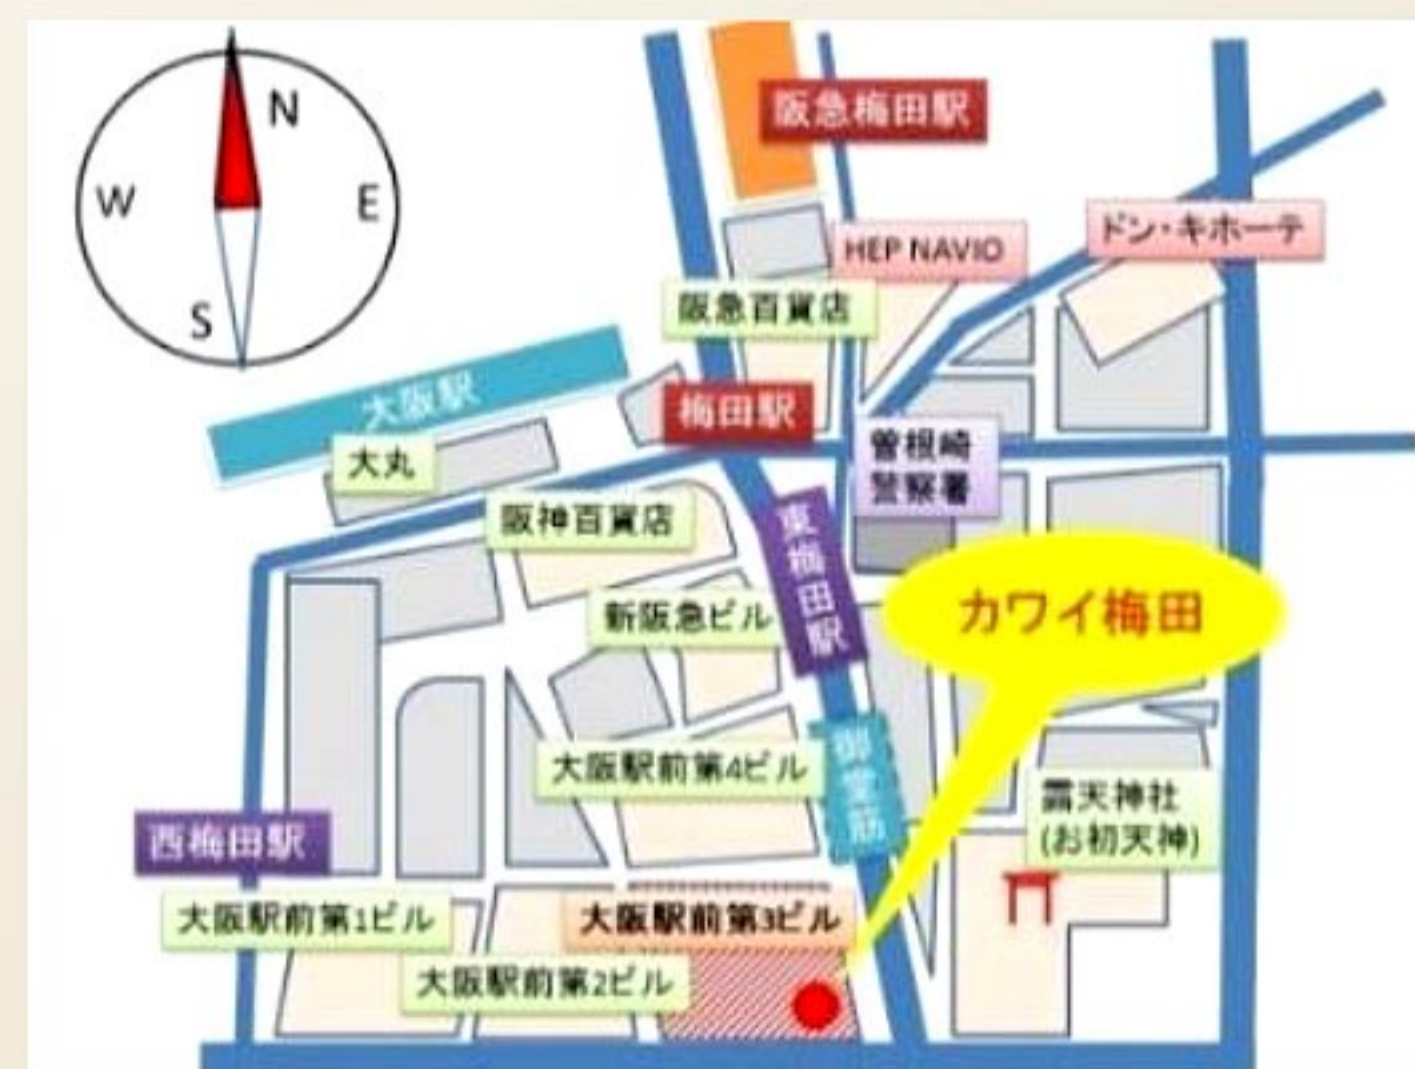 N
W
E
S
阪急梅田駅
HEP NAVIO
ドン・キホーテ
阪急百貨店
大阪駅
梅田駅
大丸
曽根崎
警察署
阪神百貨店
東梅田駅
カワイ梅田
新阪急ビル
大阪駅前第4ビル
御堂筋
露天神社
(お初天神)
西梅田駅
大阪駅前第1ビル
大阪駅前第3ビル
大阪駅前第2ビル